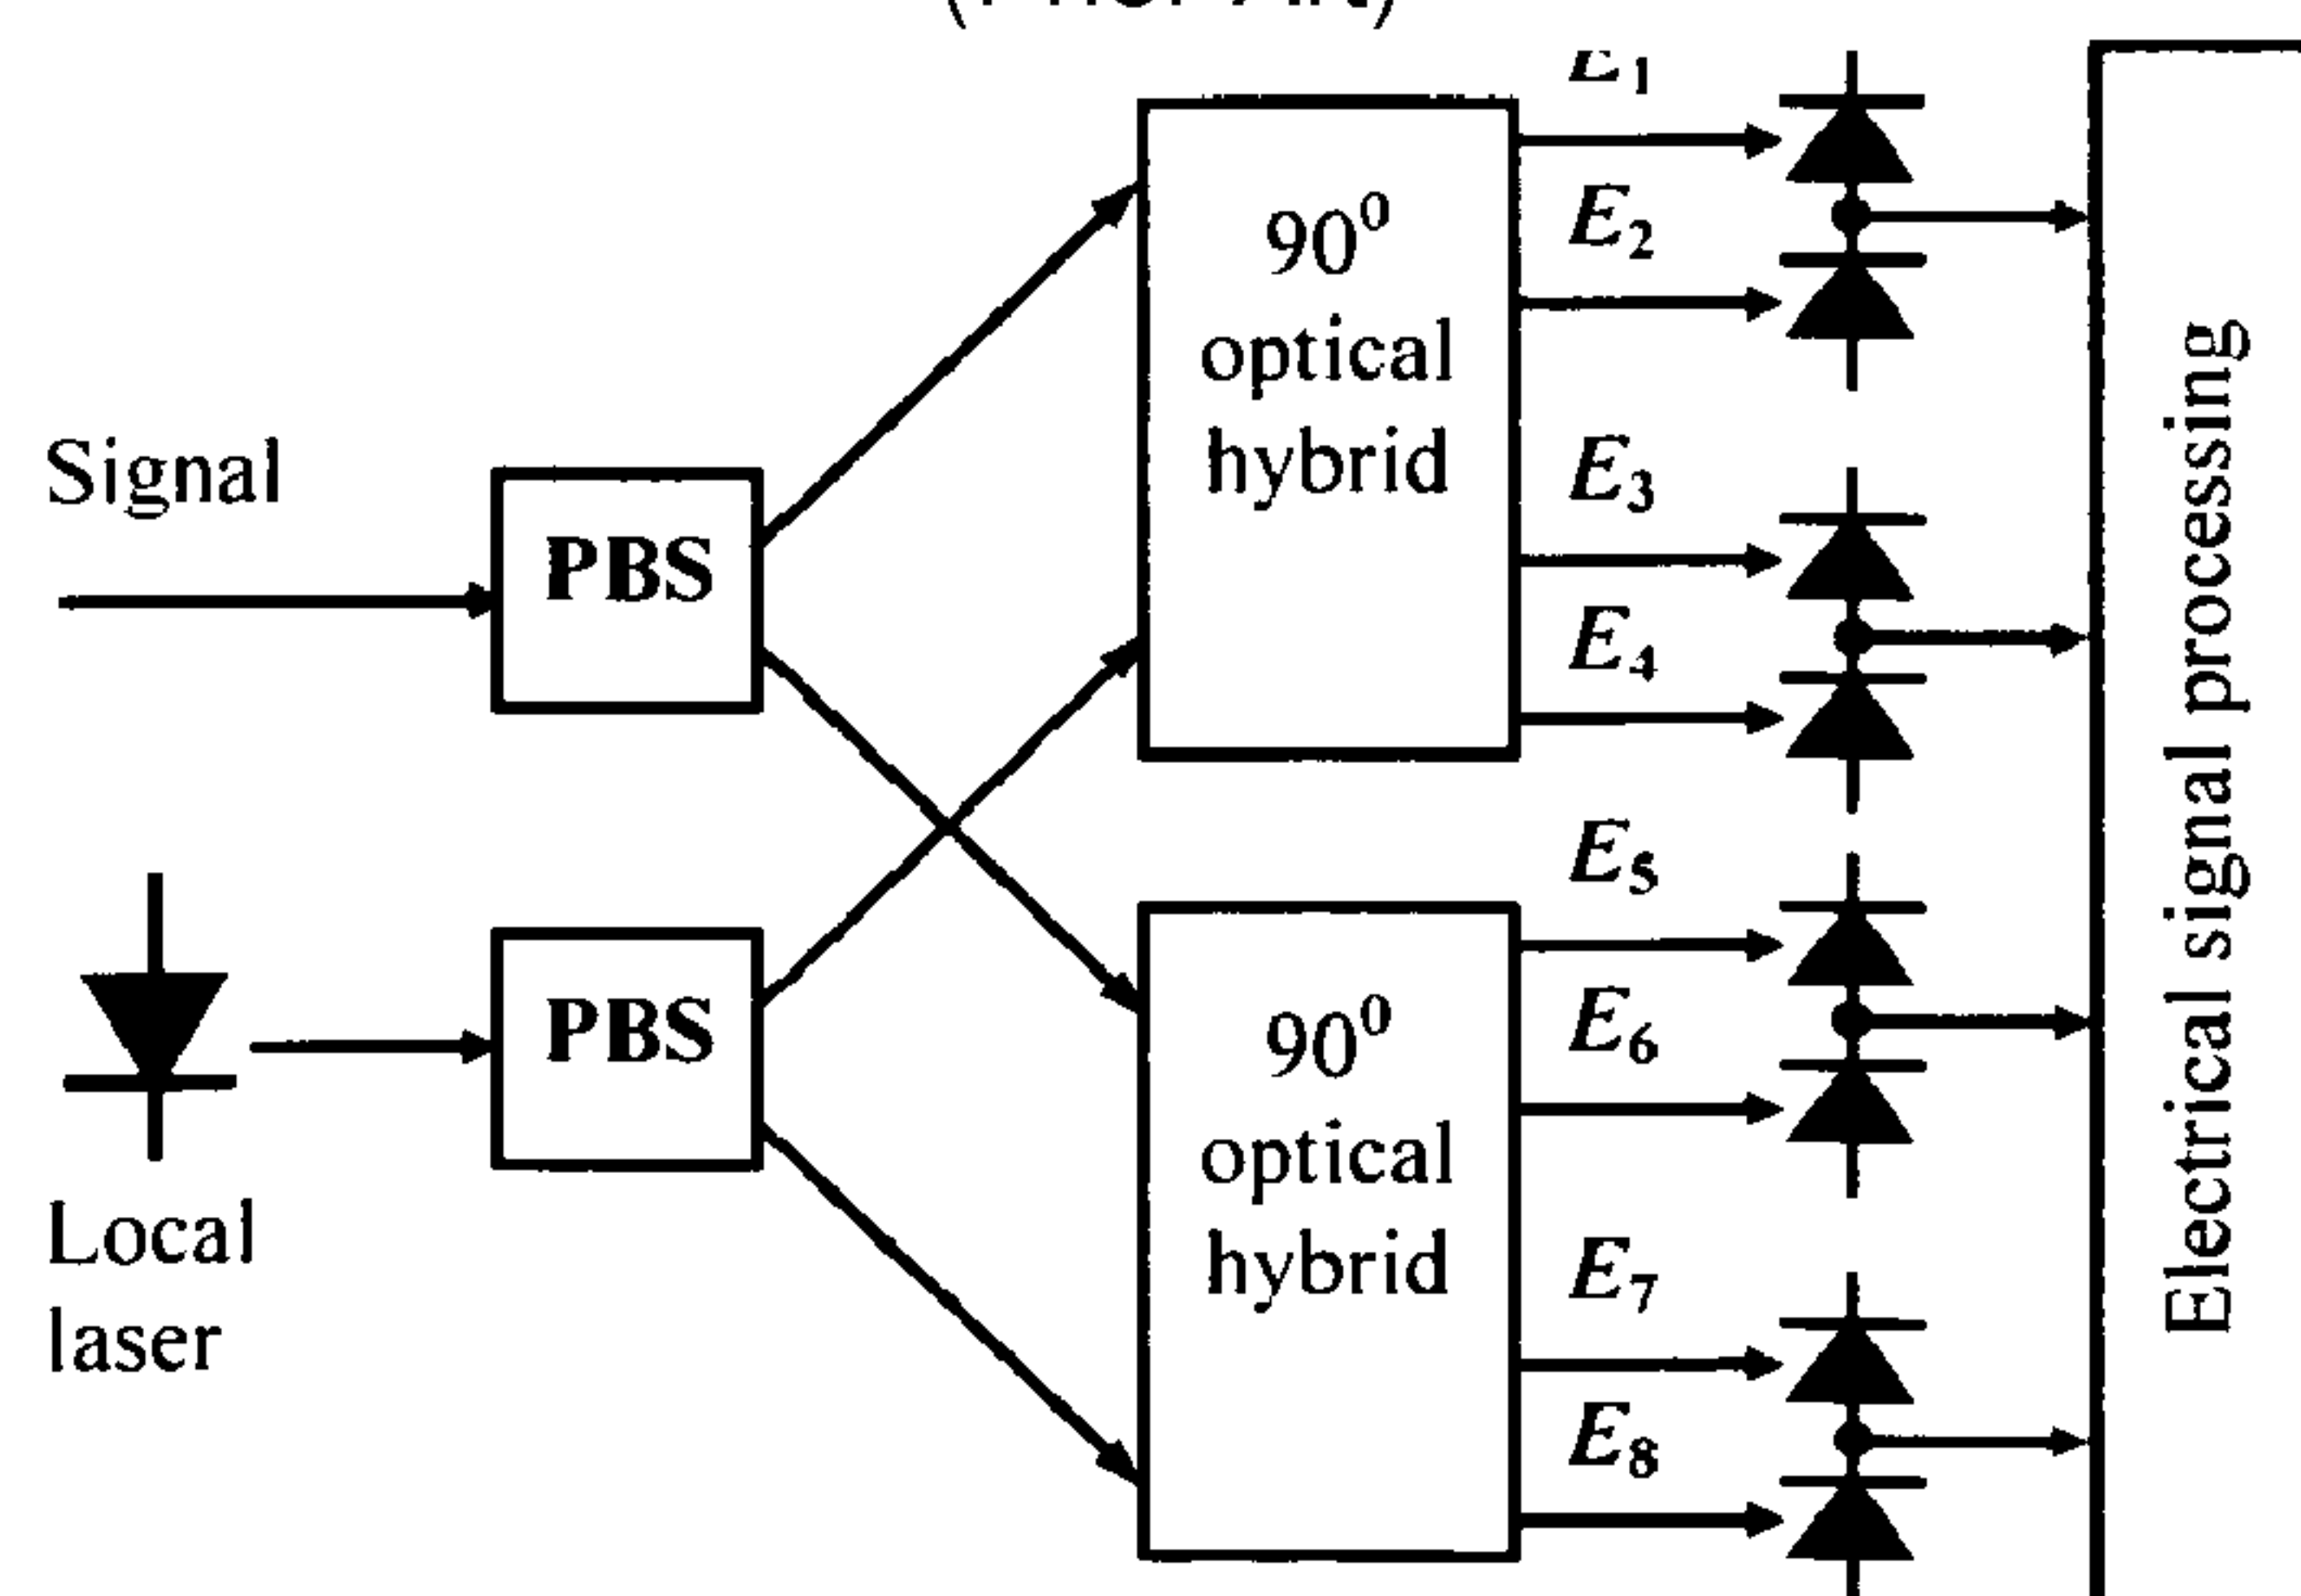 E1
90⁰
optical
hybrid
E2
E3
E4
Signal
PBS
E5
PBS
90⁰
optical
hybrid
E6
E7
E8
Local
laser
Electrical signal processing